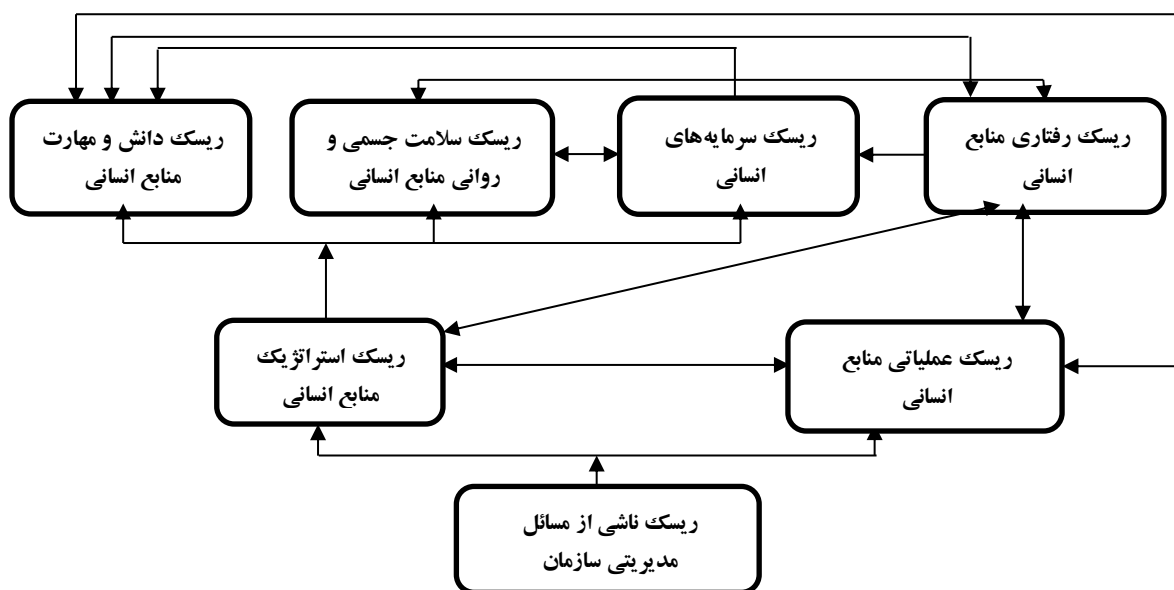 ریسک رفتاری منابع
انسانی
ریسک سرمایه‌های
انسانی
ریسک سلامت جسمی و
روانی منابع انسانی
ریسک دانش و مهارت
منابع انسانی
ریسک عملیاتی منابع
انسانی
ریسک استراتژیک
منابع انسانی
ریسک ناشی از مسائل
مدیریتی سازمان